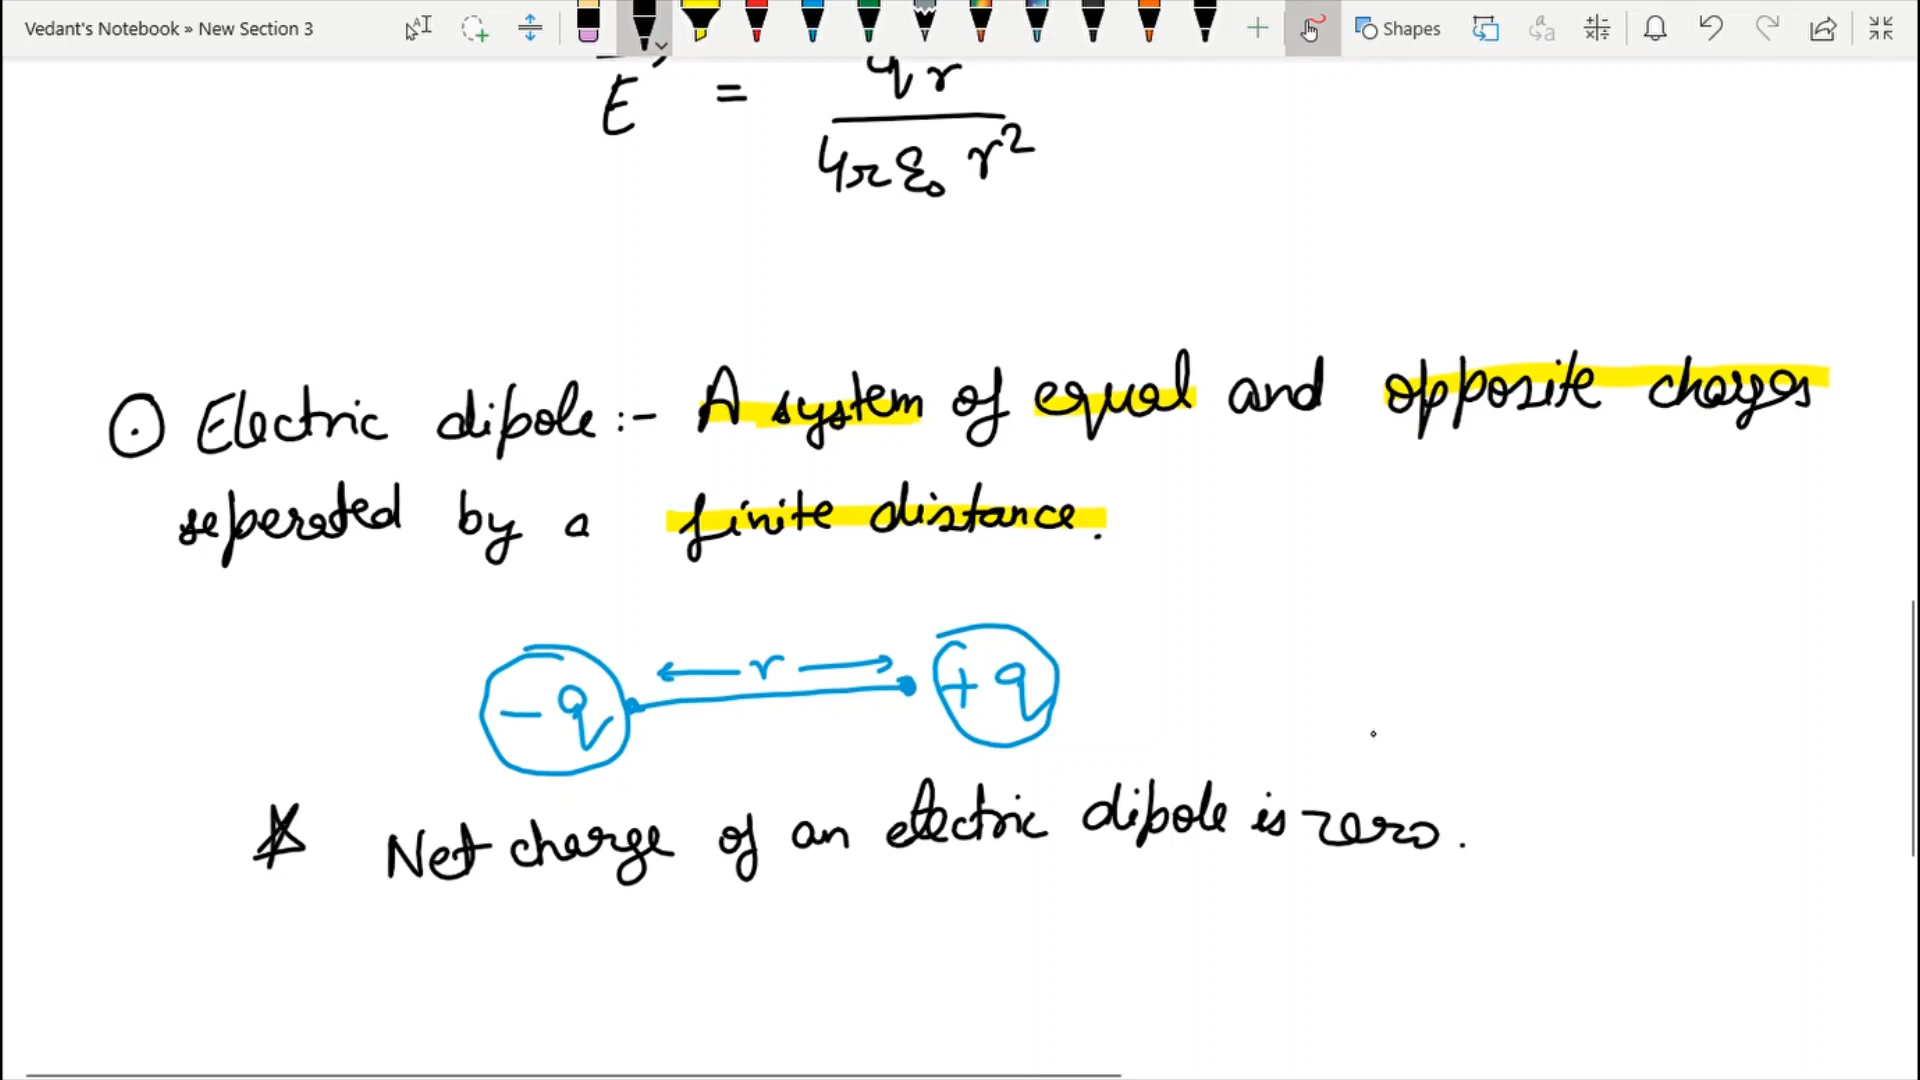 Vedant's Notebook » New Section 3
Shapes
E = qr
4πε₀ r²
⊙ Electric dipole :- A system of equal and opposite charges
seperated by a finite distance.
-q ← r → +q
Net charge of an electric dipole is zero.